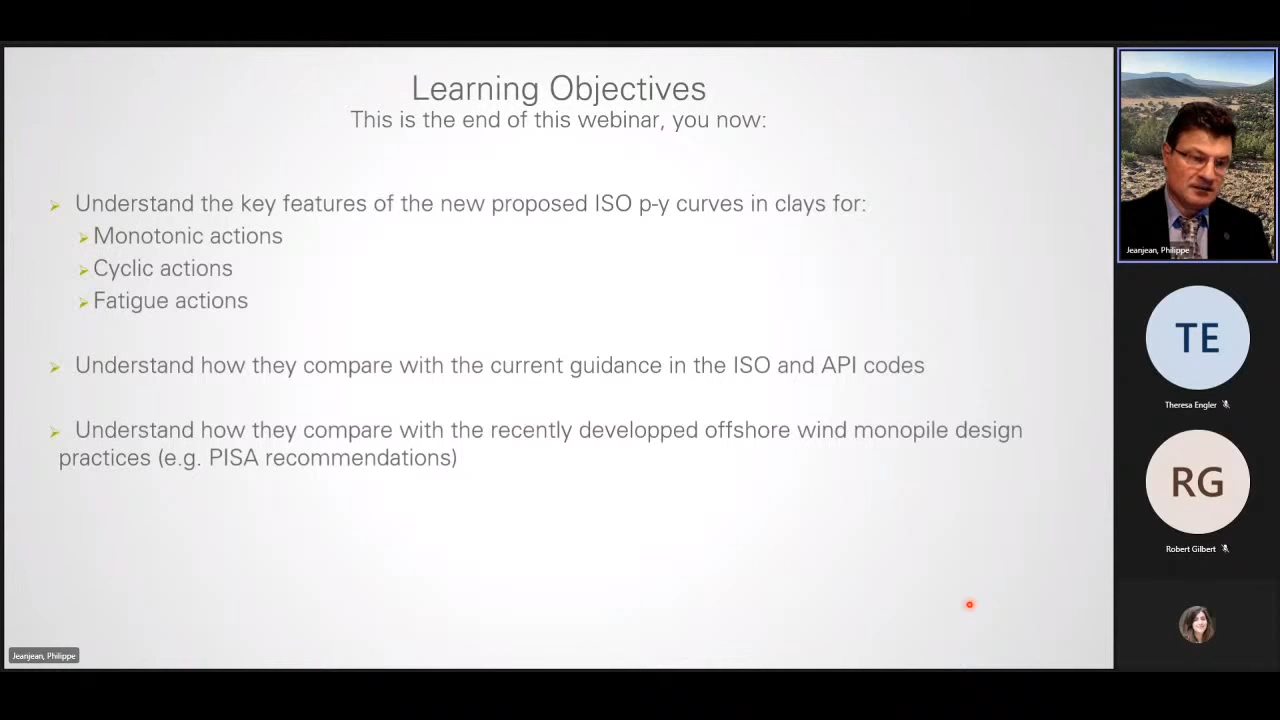 Learning Objectives
This is the end of this webinar, you now:
Understand the key features of the new proposed ISO p-y curves in clays for:
Monotonic actions
Cyclic actions
Fatigue actions
Understand how they compare with the current guidance in the ISO and API codes
Understand how they compare with the recently developped offshore wind monopile design
practices (e.g. PISA recommendations)
Jeanjean, Philippe
Jeanjean, Philippe
TE
Theresa Engler
RG
Robert Gilbert